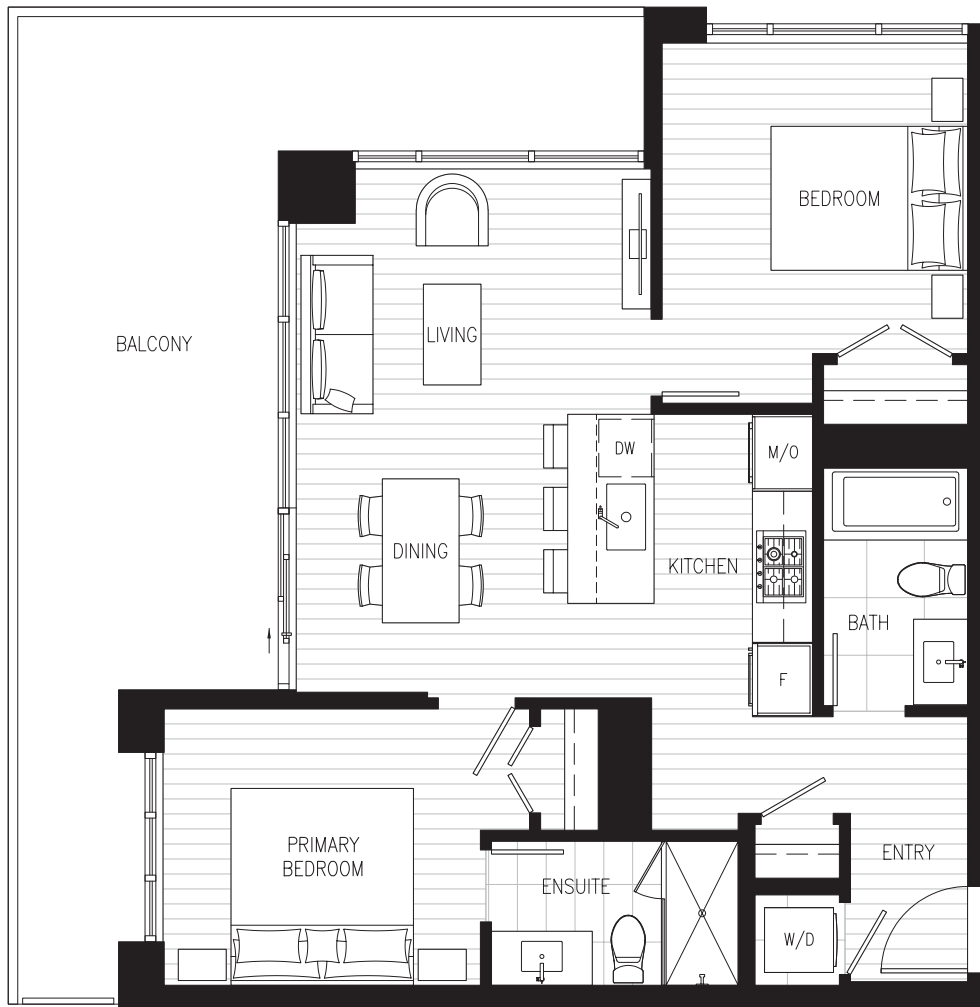 BEDROOM
BALCONY
LIVING
DW
M/O
DINING
KITCHEN
BATH
F
PRIMARY
BEDROOM
ENSUITE
ENTRY
W/D